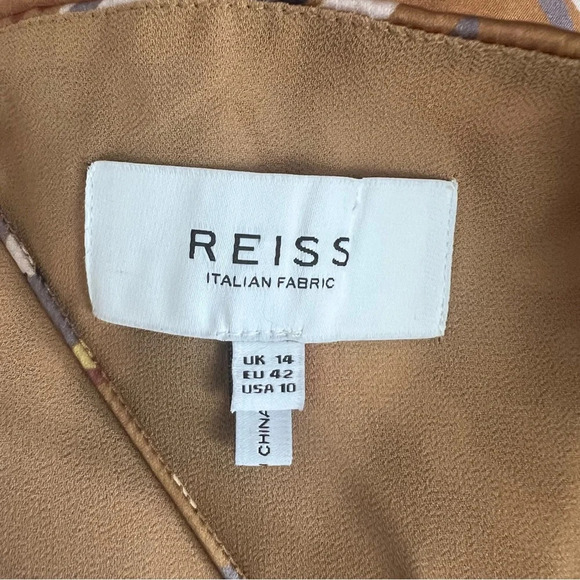 REISS
ITALIAN FABRIC
UK 14
EU 42
USA 10
CHINA